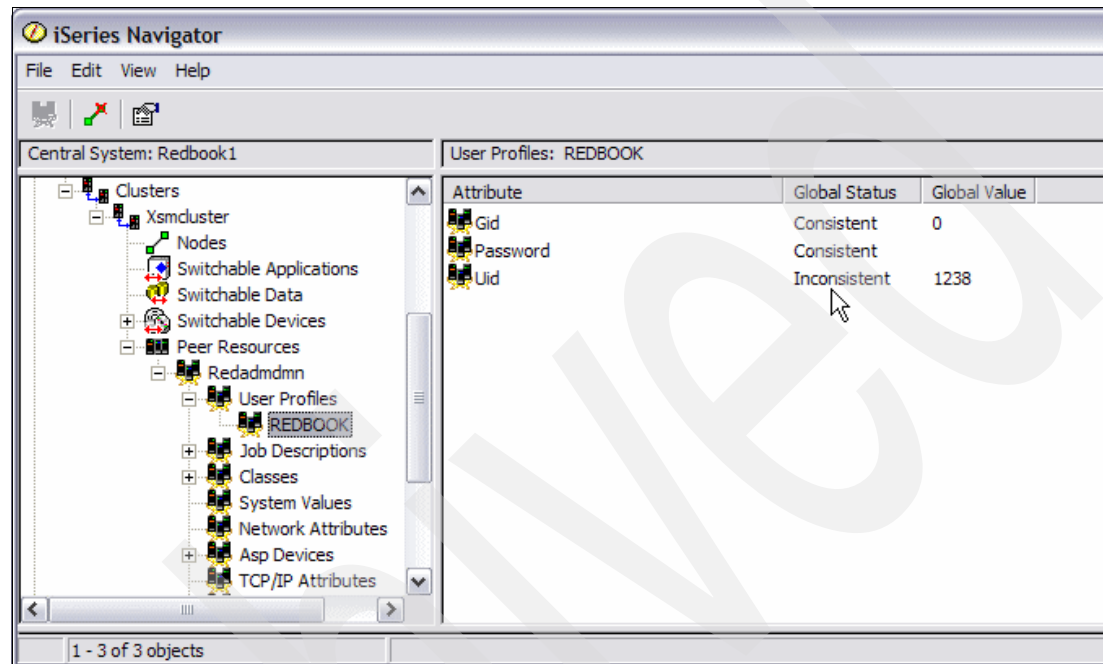 iSeries Navigator
File Edit View Help
Central System: Redbook1
User Profiles: REDBOOK
Clusters
Xsmcluster
Nodes
Switchable Applications
Switchable Data
Switchable Devices
Peer Resources
Redadmdmn
User Profiles
REDBOOK
Job Descriptions
Classes
System Values
Network Attributes
Asp Devices
TCP/IP Attributes
Attribute Global Status Global Value
Gid Consistent 0
Password Consistent
Uid Inconsistent 1238
1 - 3 of 3 objects